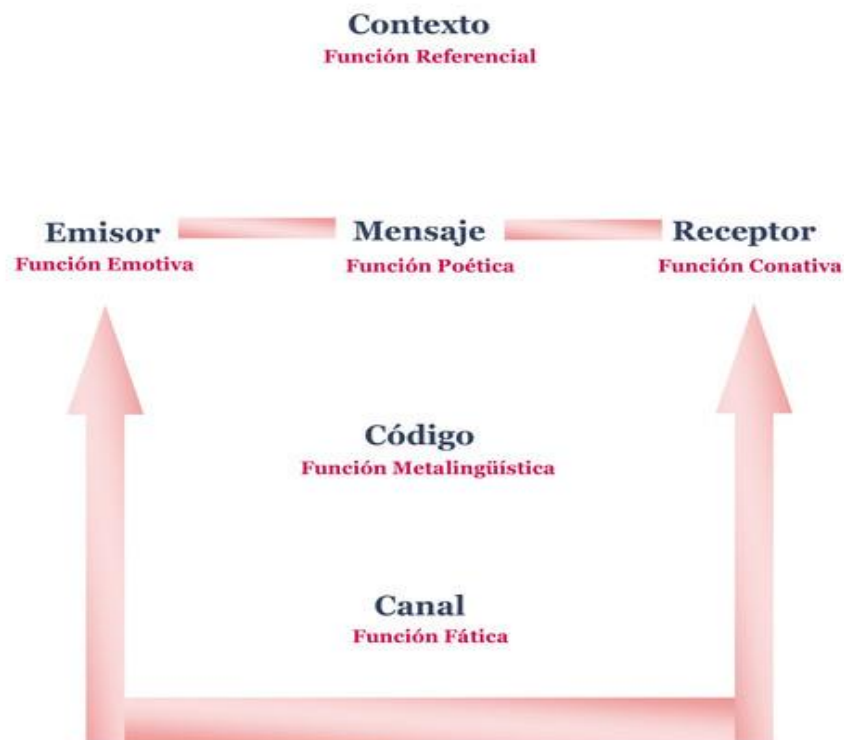 Contexto
Función Referencial
Emisor
Función Emotiva
Mensaje
Función Poética
Receptor
Función Conativa
Código
Función Metalingüística
Canal
Función Fática